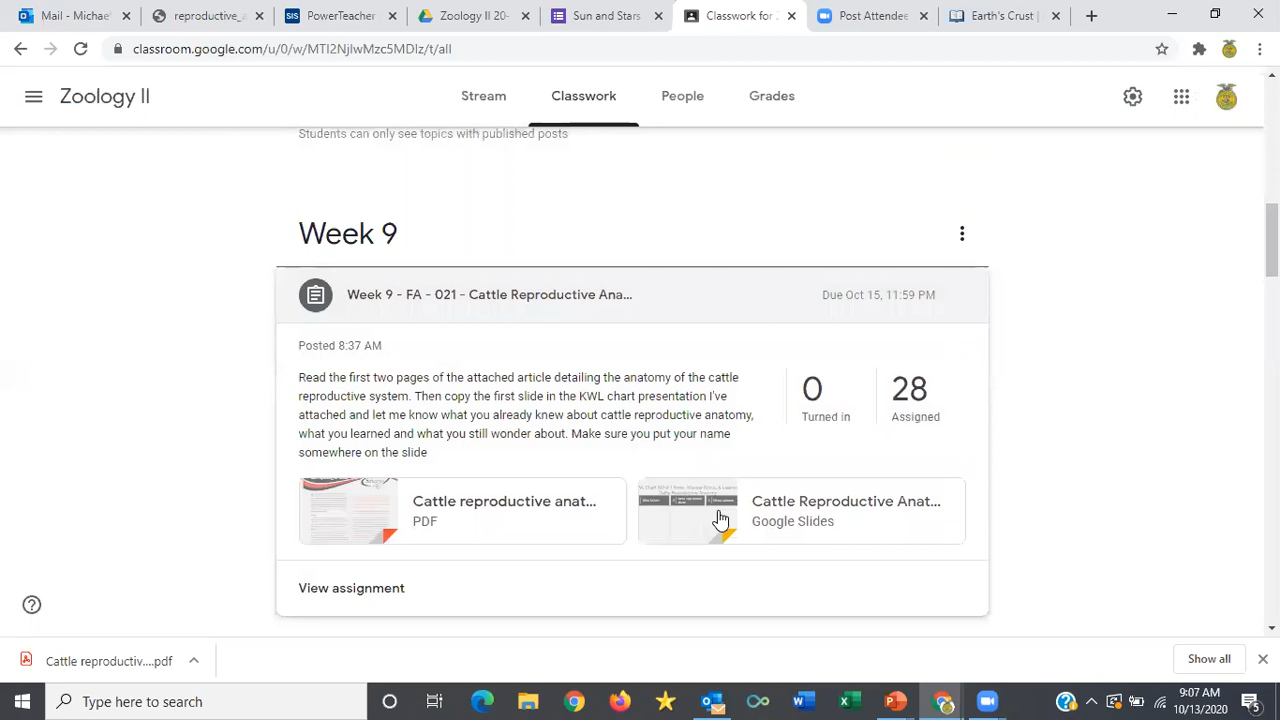 Mail - Michae
reproductive_
PowerTeacher
Zoology II 20-
Sun and Stars
Classwork for
Post Attendee
Earth's Crust |
classroom.google.com/u/0/w/MTI2NjIwMzc5MDIz/t/all
Zoology II
Stream
Classwork
People
Grades
Students can only see topics with published posts
Week 9
Week 9 - FA - 021 - Cattle Reproductive Ana...
Due Oct 15, 11:59 PM
Posted 8:37 AM
Read the first two pages of the attached article detailing the anatomy of the cattle
reproductive system. Then copy the first slide in the KWL chart presentation I've
attached and let me know what you already knew about cattle reproductive anatomy,
what you learned and what you still wonder about. Make sure you put your name
somewhere on the slide
0
Turned in
28
Assigned
Cattle reproductive anat...
PDF
Cattle Reproductive Anat...
Google Slides
View assignment
Cattle reproductiv....pdf
Show all
Type here to search
9:07 AM
10/13/2020
5